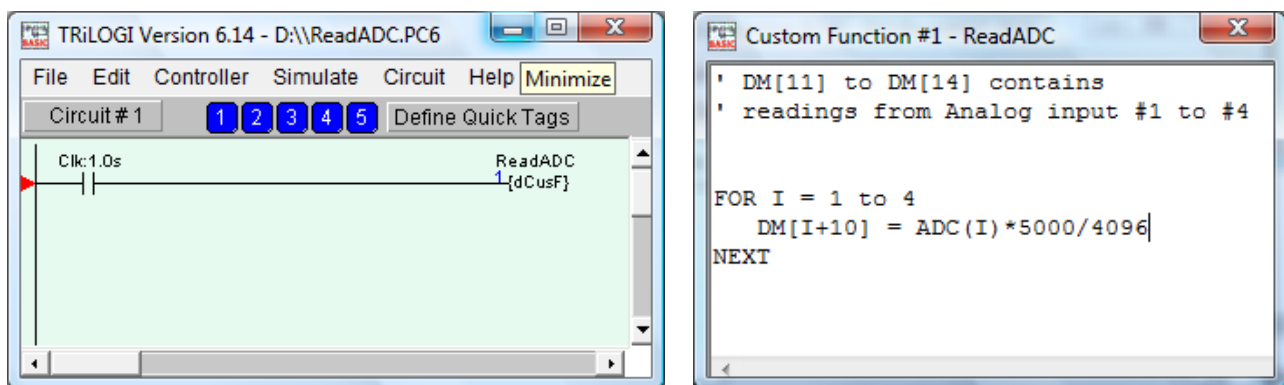 TRiLOGI Version 6.14 - D:\\ReadADC.PC6
File Edit Controller Simulate Circuit Help Minimize
Circuit # 1 1 2 3 4 5 Define Quick Tags
Clk:1.0s ReadADC
1 {dCusF}
BASIC Custom Function #1 - ReadADC
' DM[11] to DM[14] contains
' readings from Analog input #1 to #4
FOR I = 1 to 4
DM[I+10] = ADC(I)*5000/4096
NEXT